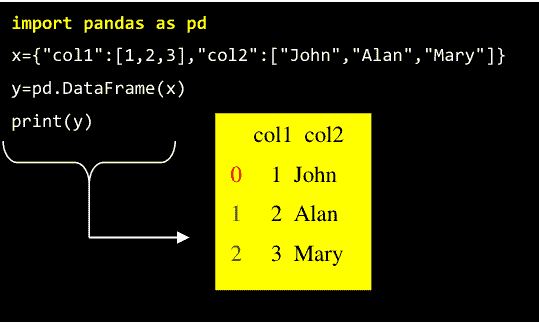 import pandas as pd
x={"col1":[1,2,3],"col2":["John","Alan","Mary"]}
y=pd.DataFrame(x)
print(y)
col1 col2
0 1 John
1 2 Alan
2 3 Mary